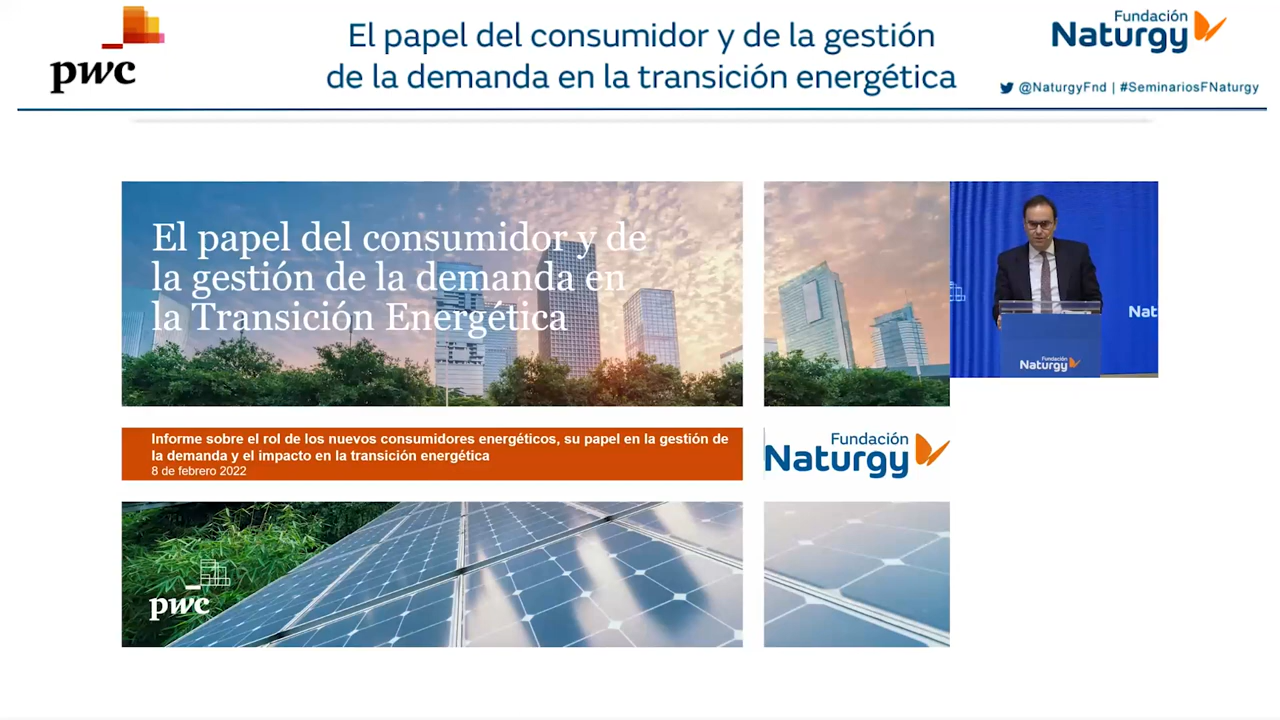 pwc
El papel del consumidor y de la gestión
de la demanda en la transición energética
Fundación
Naturgy
@NaturgyFnd | #SeminariosFNaturgy
El papel del consumidor y de
la gestión de la demanda en
la Transición Energética
Nat
Fundación
Naturgy
Informe sobre el rol de los nuevos consumidores energéticos, su papel en la gestión de
la demanda y el impacto en la transición energética
8 de febrero 2022
Fundación
Naturgy
pwc